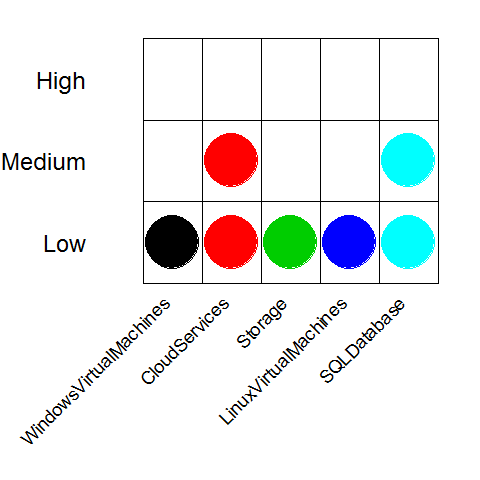 High
Medium
Low
WindowsVirtualMachines
CloudServices
Storage
LinuxVirtualMachines
SQLDatabase